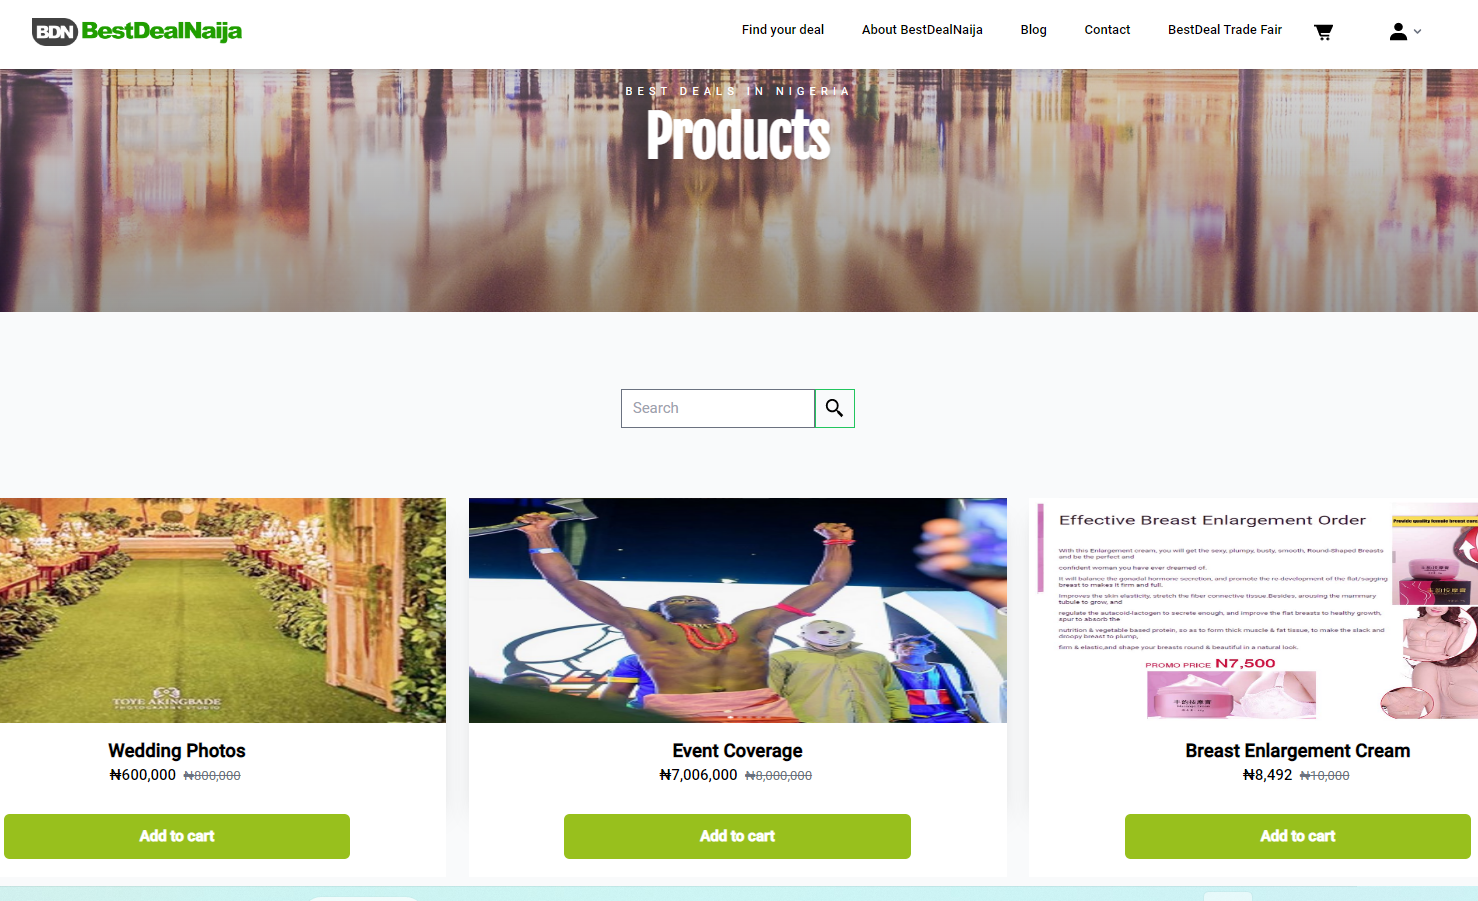 BDN BestDealNaija
Find your deal
About BestDealNaija
Blog
Contact
BestDeal Trade Fair
BEST DEALS IN NIGERIA
Products
Search
TOYE AKINGBADE
PHOTOGRAPHY STUDIO
Wedding Photos
₦600,000 ₦800,000
Add to cart
Event Coverage
₦7,006,000 ₦8,000,000
Add to cart
Effective Breast Enlargement Order
With this Enlargement cream, you will get the sexy, plumpy, busty, smooth, Round-Shaped Breasts
and be the perfect and
confident woman you have ever dreamed of.
It will balance the gonadal hormone secretion, and promote the re-development of the flat/sagging
breast to makes it firm and full.
Improves the skin elasticity, stretch the fiber connective tissue.Besides, arousing the mammary
tubule to grow, and
regulate the autacoid-lactogen to secrete enough, and improve the flat breasts to healthy growth,
spur to absorb the
nutrition & vegetable based protein, so as to form thick muscle & fat tissue, to make the slack and
droopy breast to plump,
firm & elastic,and shape your breasts round & beautiful in a natural look.
PROMO PRICE N7,500
Provide quality female breast
Breast Enlargement Cream
₦8,492 ₦10,000
Add to cart